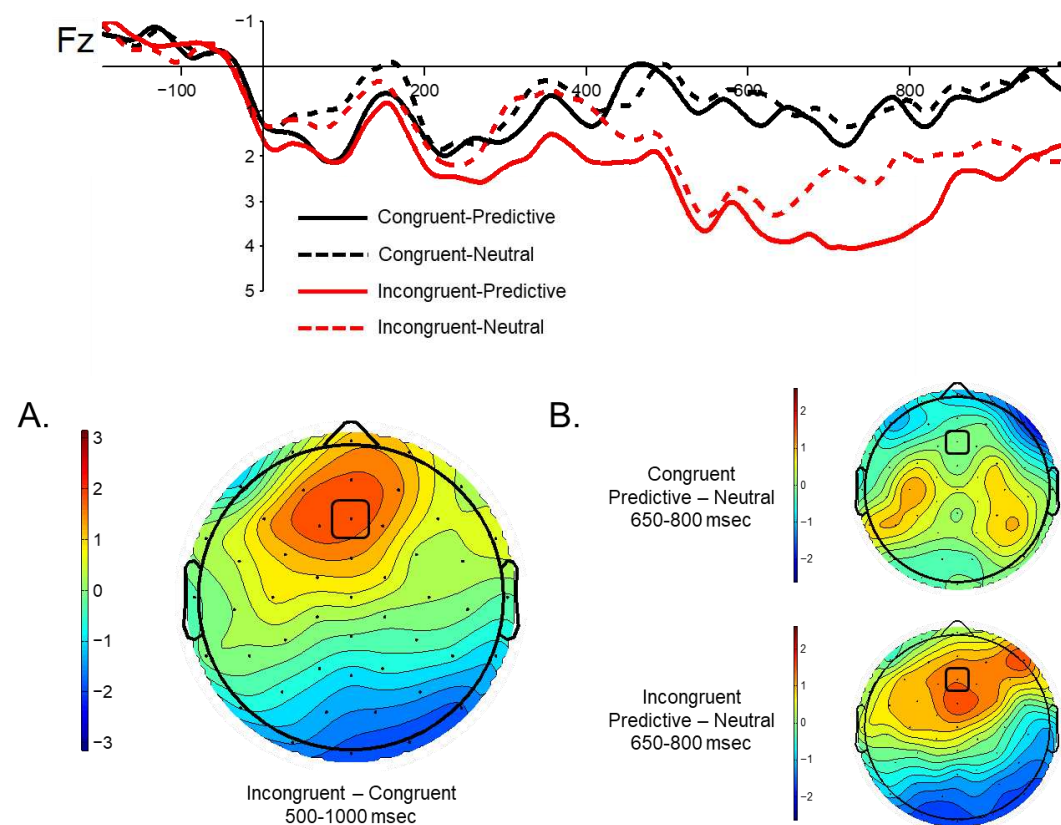 Fz
−1
−100
200
400
600
800
2
3
4
5
Congruent-Predictive
Congruent-Neutral
Incongruent-Predictive
Incongruent-Neutral
A.
3
2
1
0
−1
−2
−3
Incongruent – Congruent
500-1000 msec
B.
Congruent
Predictive – Neutral
650-800 msec
2
1
0
−1
−2
Incongruent
Predictive – Neutral
650-800 msec
2
1
0
−1
−2